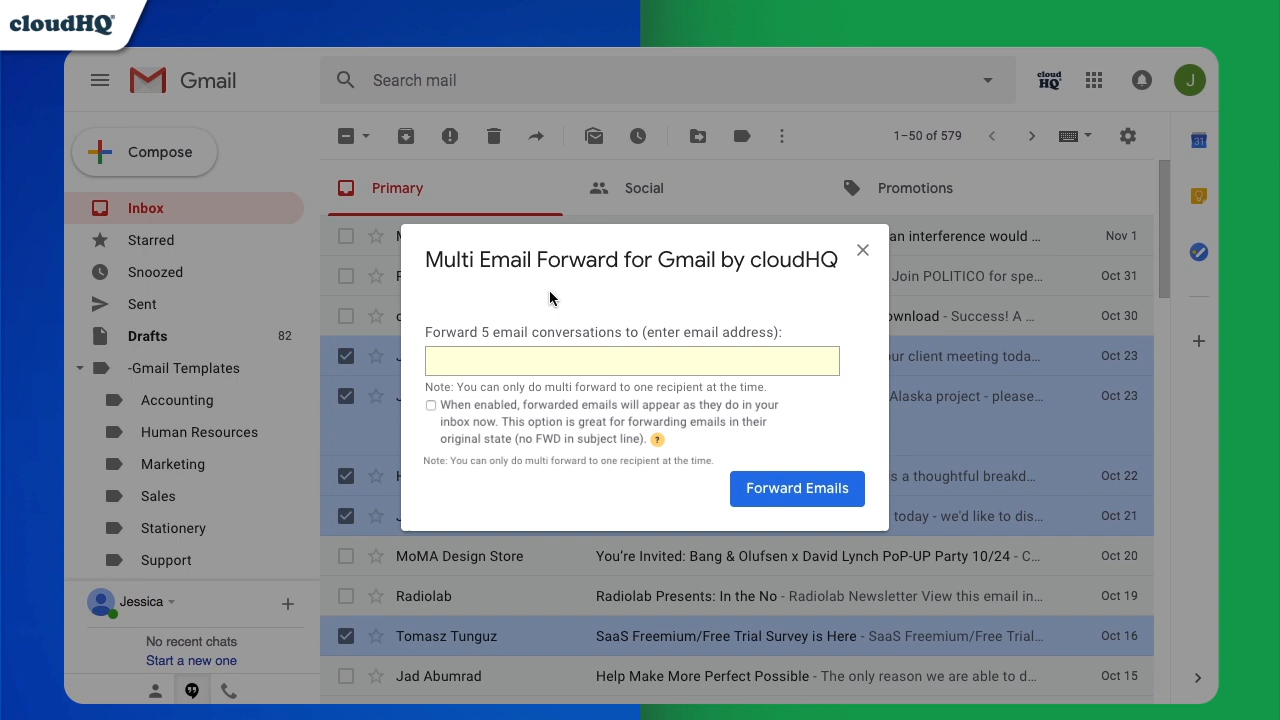 cloudHQ
Gmail
Search mail
cloud
HQ
J
Compose
1–50 of 579
31
Inbox
Primary
Social
Promotions
Starred
Snoozed
Sent
Drafts 82
-Gmail Templates
Accounting
Human Resources
Marketing
Sales
Stationery
Support
an interference would … Nov 1
Join POLITICO for spe… Oct 31
ownload - Success! A … Oct 30
ur client meeting toda… Oct 23
Alaska project - please… Oct 23
s a thoughtful breakd… Oct 22
today - we'd like to dis… Oct 21
Multi Email Forward for Gmail by cloudHQ
Forward 5 email conversations to (enter email address):
Note: You can only do multi forward to one recipient at the time.
When enabled, forwarded emails will appear as they do in your
inbox now. This option is great for forwarding emails in their
original state (no FWD in subject line). ?
Note: You can only do multi forward to one recipient at the time.
Forward Emails
MoMA Design Store You're Invited: Bang & Olufsen x David Lynch PoP-UP Party 10/24 - C… Oct 20
Radiolab Radiolab Presents: In the No - Radiolab Newsletter View this email in… Oct 19
Tomasz Tunguz SaaS Freemium/Free Trial Survey is Here - SaaS Freemium/Free Trial… Oct 16
Jad Abumrad Help Make More Perfect Possible - The only reason we are able to d… Oct 15
Jessica
No recent chats
Start a new one